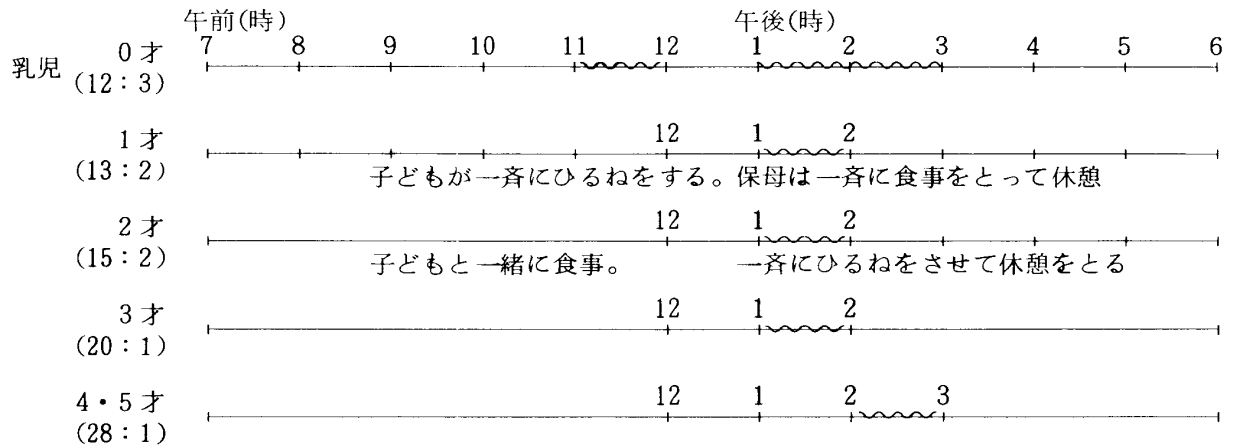 午前(時) 午後(時)
乳児 0才 7 8 9 10 11 12 1 2 3 4 5 6
(12：3)
1才 12 1 2
(13：2) 子どもが一斉にひるねをする。保母は一斉に食事をとって休憩
2才 12 1 2
(15：2) 子どもと一緒に食事。 一斉にひるねをさせて休憩をとる
3才 12 1 2
(20：1)
4・5才 12 1 2 3
(28：1)